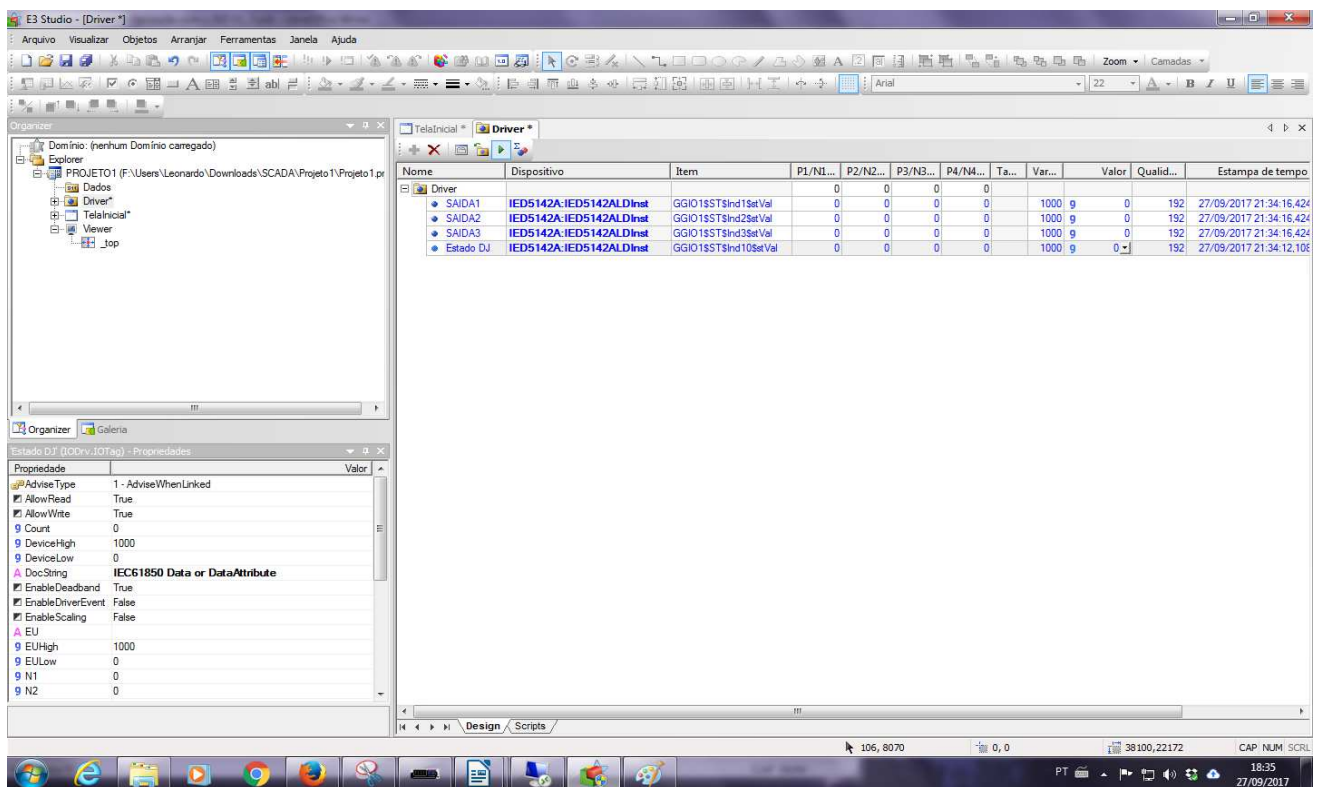 E3 Studio - [Driver *]
Arquivo Visualizar Objetos Arranjar Ferramentas Janela Ajuda
Zoom Camadas
Arial 22 A B I U
Organizer
Domínio: (nenhum Domínio carregado)
Explorer
PROJETO1 (F:\Users\Leonardo\Downloads\SCADA\Projeto1\Projeto1.pr
Dados
Driver*
TelaInicial*
Viewer
_top
Organizer Galeria
'Estado DJ' (IODrv.IOTag) - Propriedades
Propriedade Valor
AdviseType 1 - AdviseWhenLinked
AllowRead True
AllowWrite True
Count 0
DeviceHigh 1000
DeviceLow 0
DocString IEC61850 Data or DataAttribute
EnableDeadband True
EnableDriverEvent False
EnableScaling False
EU
EUHigh 1000
EULow 0
N1 0
N2 0
TelaInicial * Driver *
Nome Dispositivo Item P1/N1... P2/N2... P3/N3... P4/N4... Ta... Var... Valor Qualid... Estampa de tempo
Driver 0 0 0 0
SAIDA1 IED5142A:IED5142ALDInst GGIO1$ST$Ind1$stVal 0 0 0 0 1000 0 192 27/09/2017 21:34:16,424
SAIDA2 IED5142A:IED5142ALDInst GGIO1$ST$Ind2$stVal 0 0 0 0 1000 0 192 27/09/2017 21:34:16,424
SAIDA3 IED5142A:IED5142ALDInst GGIO1$ST$Ind3$stVal 0 0 0 0 1000 0 192 27/09/2017 21:34:16,424
Estado DJ IED5142A:IED5142ALDInst GGIO1$ST$Ind10$stVal 0 0 0 0 1000 0 192 27/09/2017 21:34:12,108
Design Scripts
106, 8070 0, 0 38100,22172 CAP NUM SCRL
PT 18:35
27/09/2017